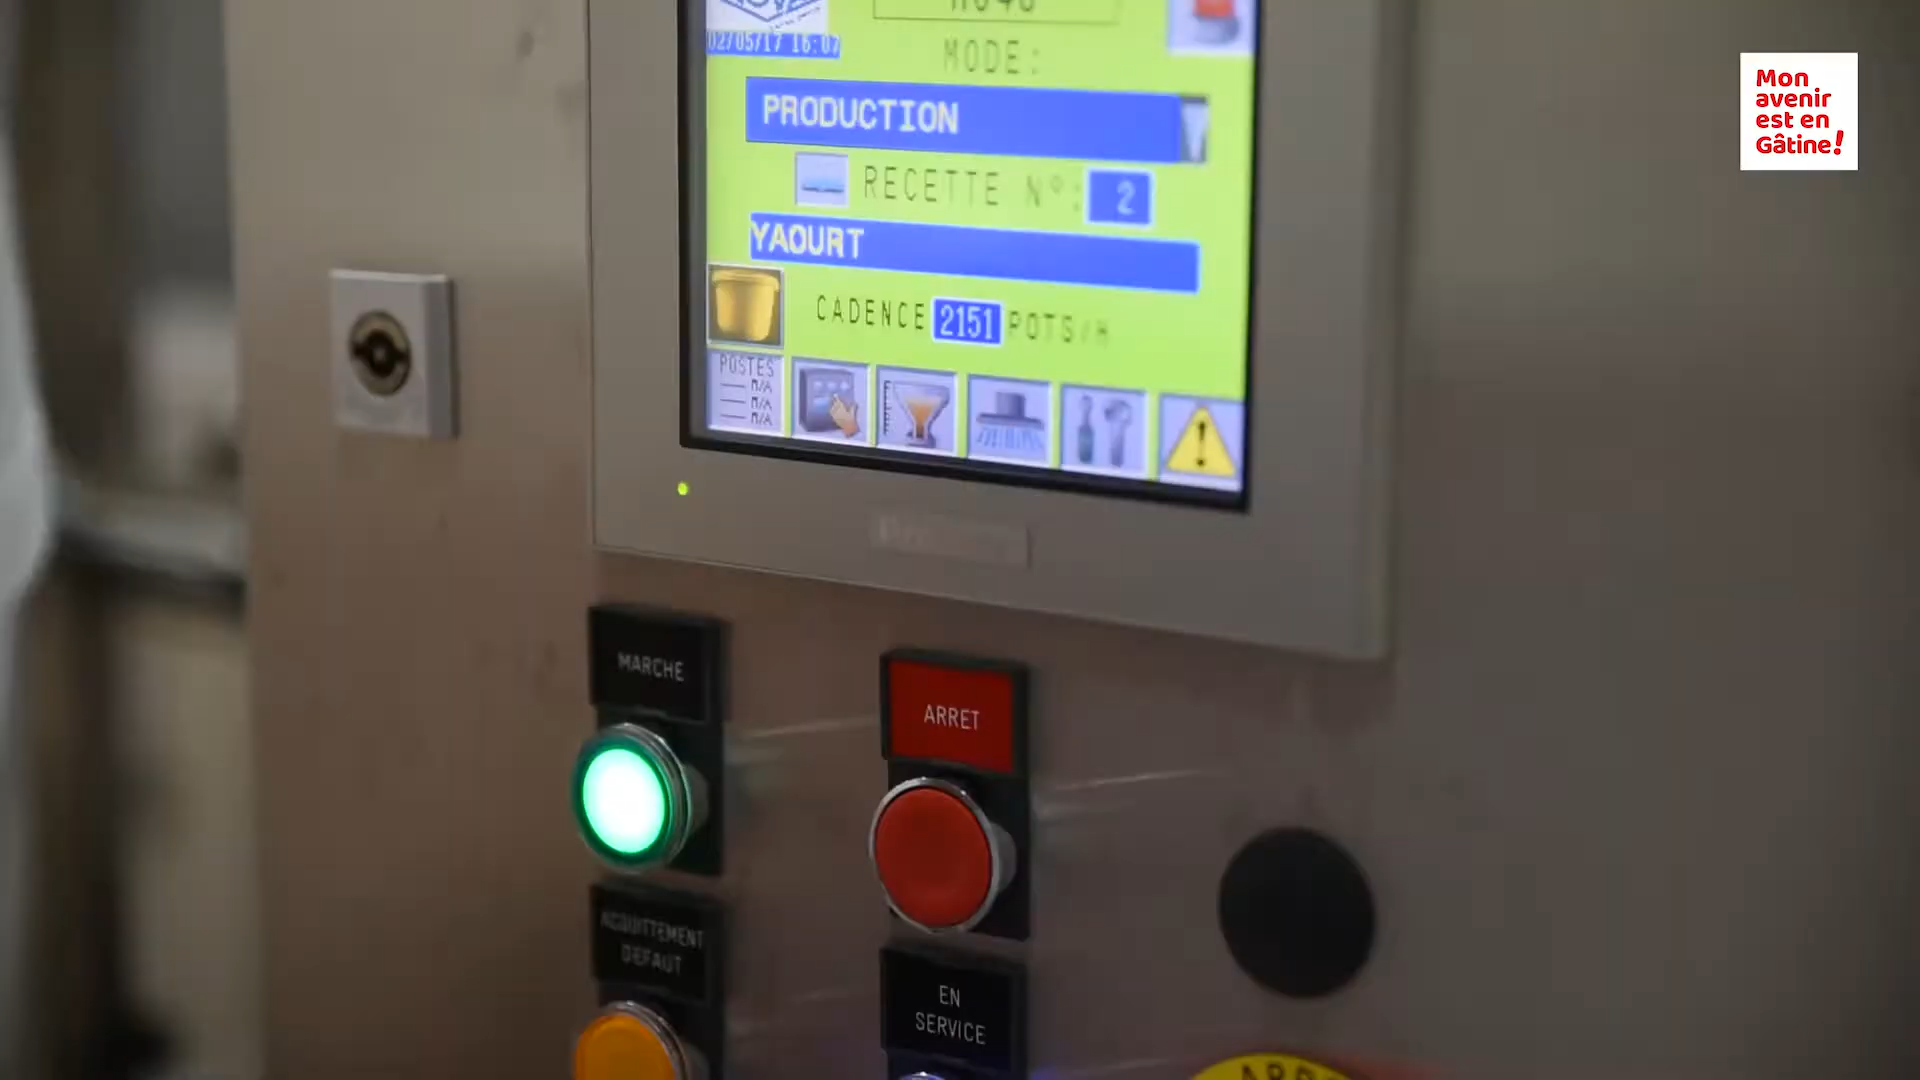 02/05/17 16:07
MODE:
PRODUCTION
RECETTE N°: 2
YAOURT
CADENCE 2151 POTS/H
POSTES
M/A
M/A
M/A
MARCHE
ARRET
ACQUITTEMENT
DEFAUT
EN
SERVICE
Mon
avenir
est en
Gâtine!